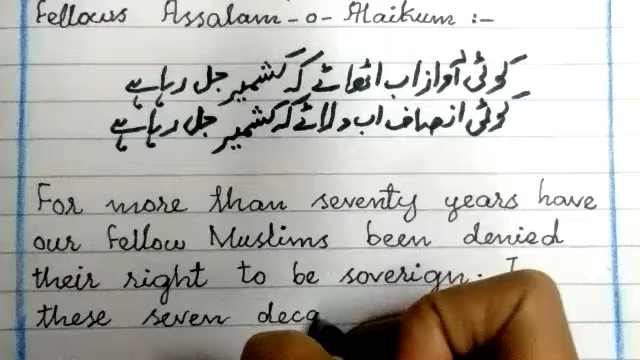 Fellows Assalam-o-Alaikum :-
کوئی آواز اب اٹھائے کہ کشمیر جل رہا ہے
کوئی انصاف اب دلائے کہ کشمیر جل رہا ہے
For more than seventy years have
our fellow Muslims been denied
their right to be soverign. I
these seven deca